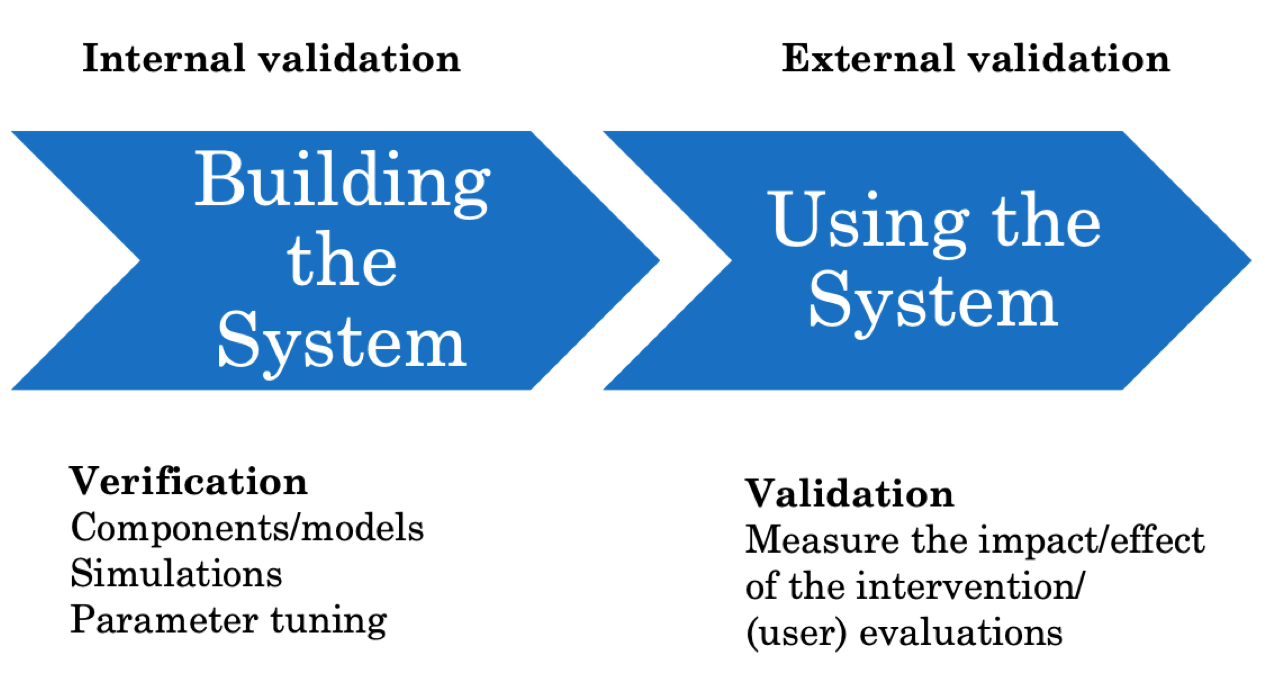 Internal validation
External validation
Building
the
System
Using the
System
Verification
Components/models
Simulations
Parameter tuning
Validation
Measure the impact/effect
of the intervention/
(user) evaluations